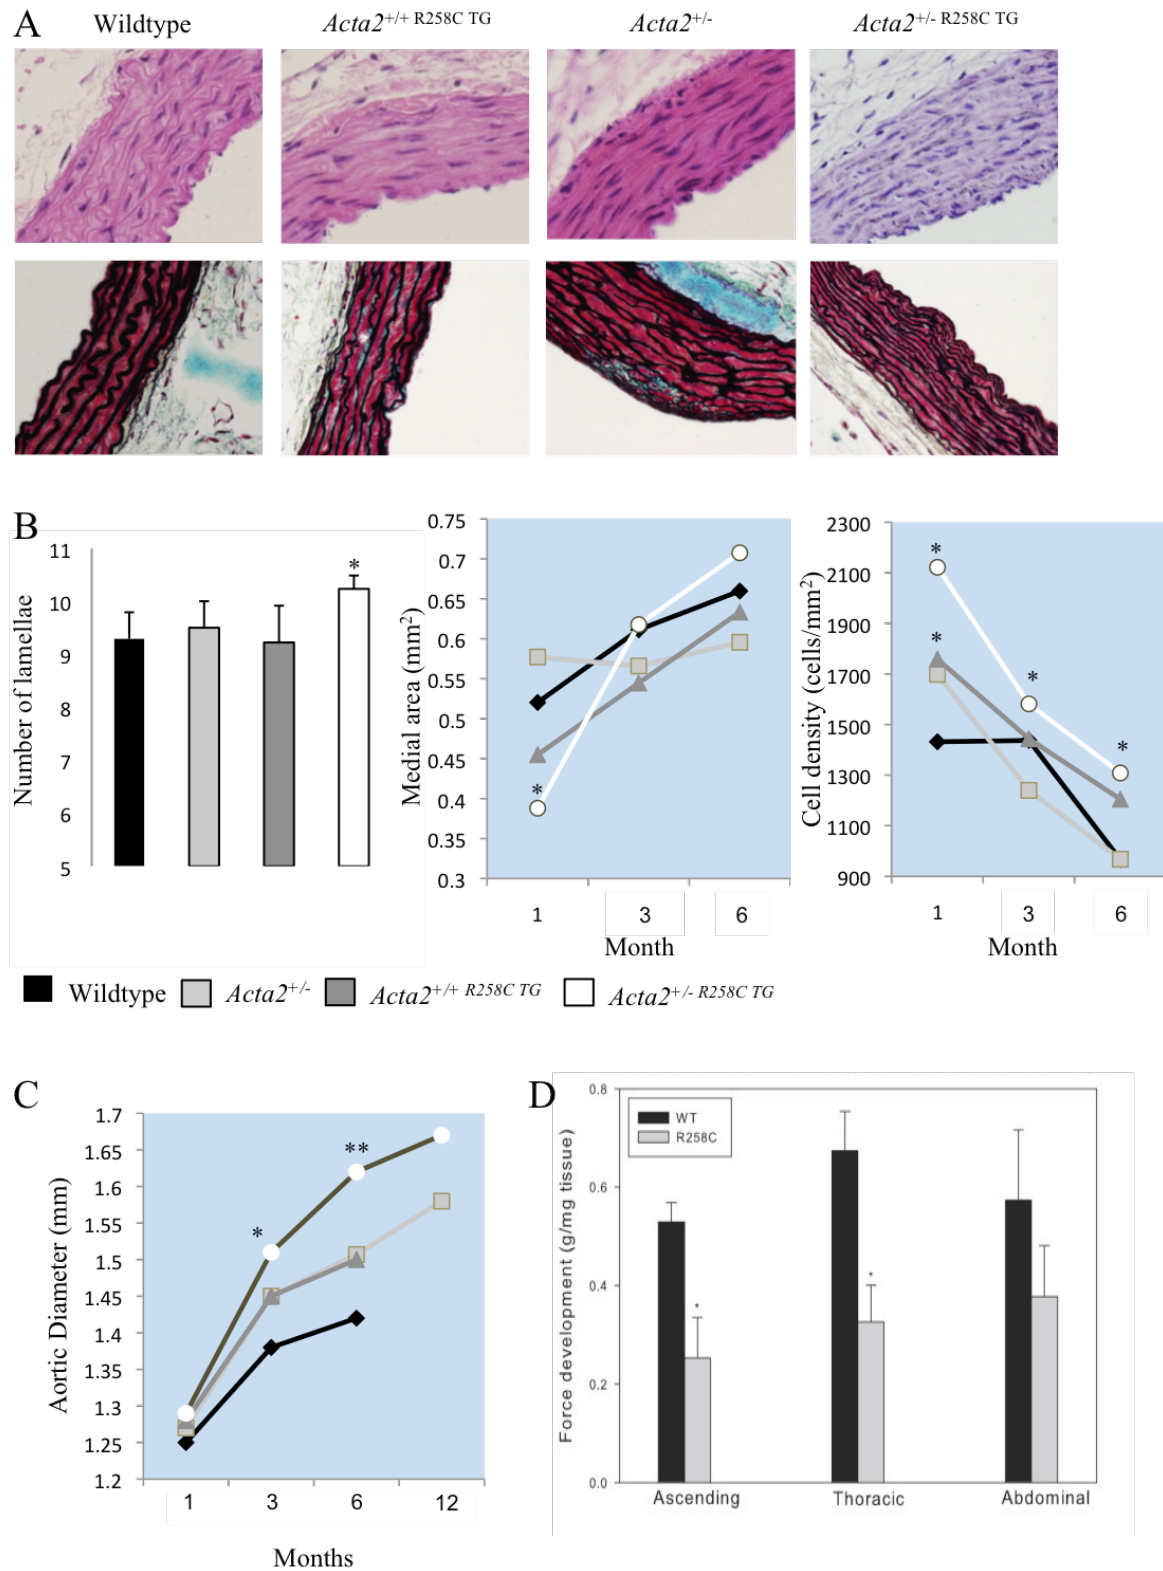 A
Wildtype
Acta2+/+ R258C TG
Acta2+/-
Acta2+/- R258C TG
B
Number of lamellae
11
10
9
8
7
6
5
*
Medial area (mm2)
0.75
0.7
0.65
0.6
0.55
0.5
0.45
0.4
0.35
0.3
*
1
3
6
Month
Cell density (cells/mm2)
2300
2100
1900
1700
1500
1300
1100
900
*
*
*
*
1
3
6
Month
Wildtype
Acta2+/-
Acta2+/+ R258C TG
Acta2+/- R258C TG
C
Aortic Diameter (mm)
1.7
1.65
1.6
1.55
1.5
1.45
1.4
1.35
1.3
1.25
1.2
*
**
1
3
6
12
Months
D
Force development (g/mg tissue)
0.8
0.6
0.4
0.2
0.0
WT
R258C
*
*
Ascending
Thoracic
Abdominal